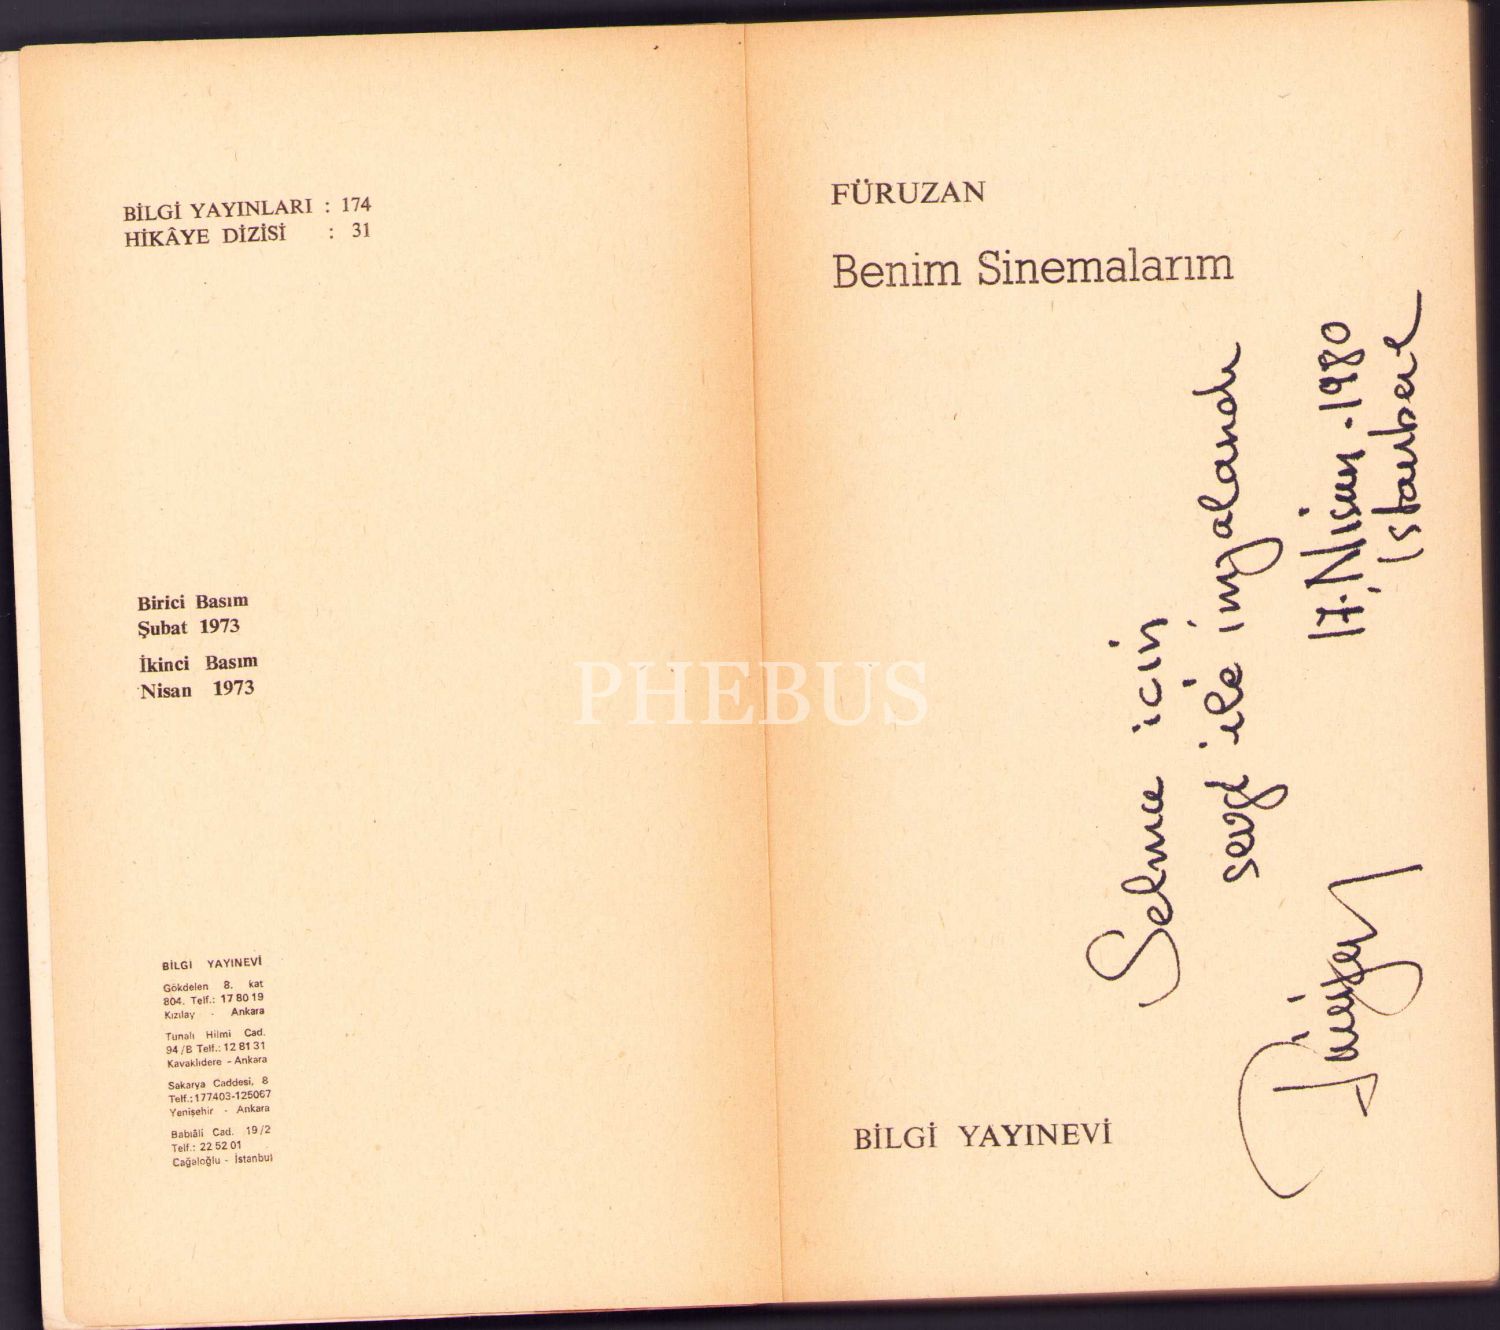 BİLGİ YAYINLARI : 174
HİKÂYE DİZİSİ : 31
Birici Basım
Şubat 1973
İkinci Basım
Nisan 1973
BİLGİ YAYINEVİ
Gökdelen 8. kat
804. Telf.: 17 80 19
Kızılay - Ankara
Tunalı Hilmi Cad.
94/B Telf.: 12 81 31
Kavaklıdere - Ankara
Sakarya Caddesi, 8
Telf.: 177403-125067
Yenişehir - Ankara
Babıâli Cad. 19/2
Telf.: 22 52 01
Cağaloğlu - İstanbul
FÜRUZAN
Benim Sinemalarım
Selma için
sevgi ile imzalandı
17.Nisan.1980
İstanbul
Füruzan
BİLGİ YAYINEVİ
PHEBUS